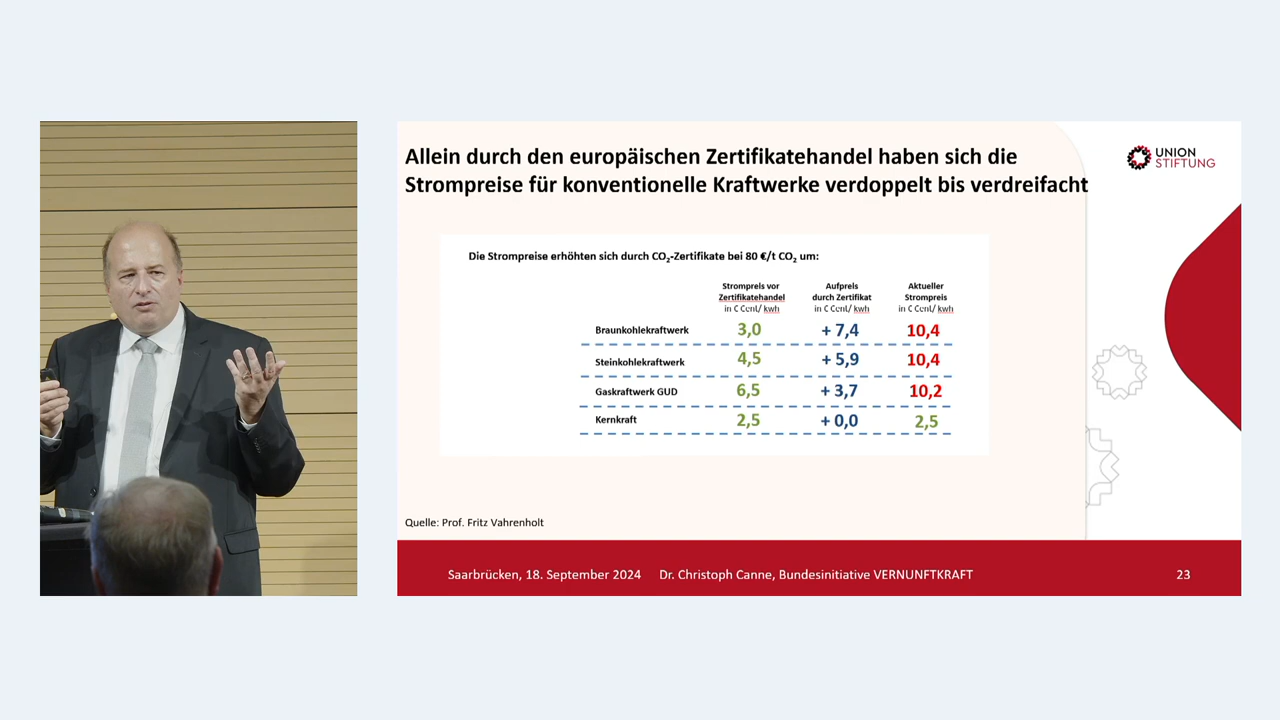 Allein durch den europäischen Zertifikatehandel haben sich die
Strompreise für konventionelle Kraftwerke verdoppelt bis verdreifacht
UNION
STIFTUNG
Die Strompreise erhöhten sich durch CO₂-Zertifikate bei 80 €/t CO₂ um:
Strompreis vor Aufpreis Aktueller
Zertifikatehandel durch Zertifikat Strompreis
in € Cent/ kwh in € Cent/ kwh in € Cent/ kwh
Braunkohlekraftwerk 3,0 + 7,4 10,4
Steinkohlekraftwerk 4,5 + 5,9 10,4
Gaskraftwerk GUD 6,5 + 3,7 10,2
Kernkraft 2,5 + 0,0 2,5
Quelle: Prof. Fritz Vahrenholt
Saarbrücken, 18. September 2024 Dr. Christoph Canne, Bundesinitiative VERNUNFTKRAFT 23